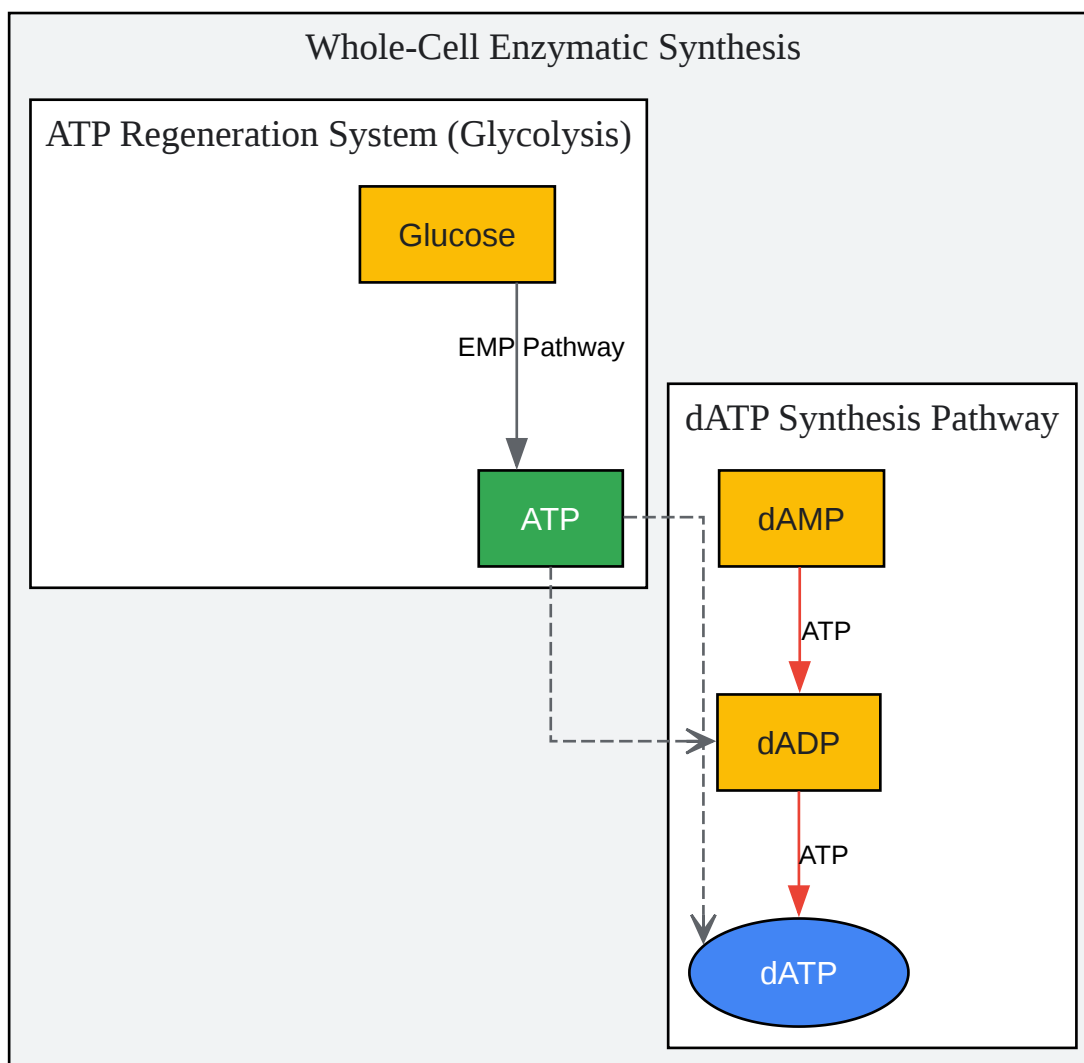 Whole-Cell Enzymatic Synthesis
ATP Regeneration System (Glycolysis)
Glucose
EMP Pathway
ATP
dATP Synthesis Pathway
dAMP
ATP
dADP
ATP
dATP